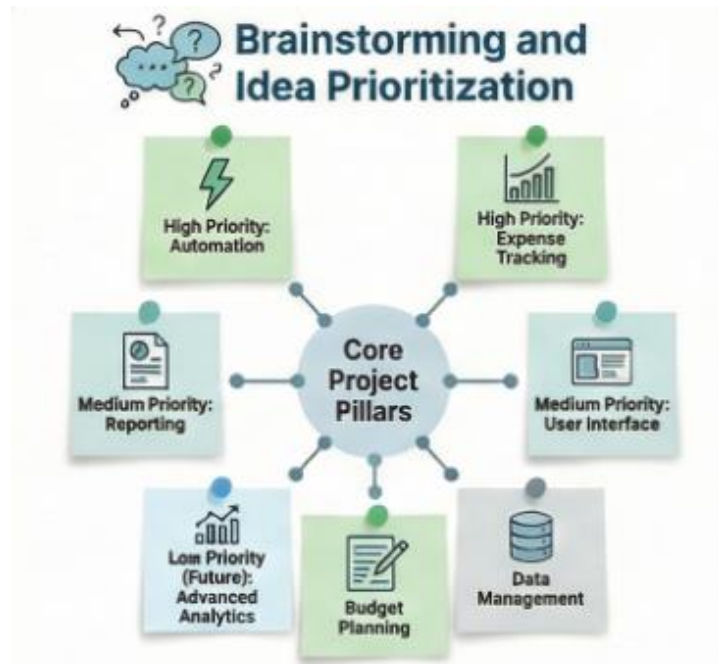 Brainstorming and
Idea Prioritization
High Priority:
Automation
High Priority:
Expense
Tracking
Core
Project
Pillars
Medium Priority:
Reporting
Medium Priority:
User Interface
Lom Priority
(Future):
Advanced
Analytics
Budget
Planning
Data
Management